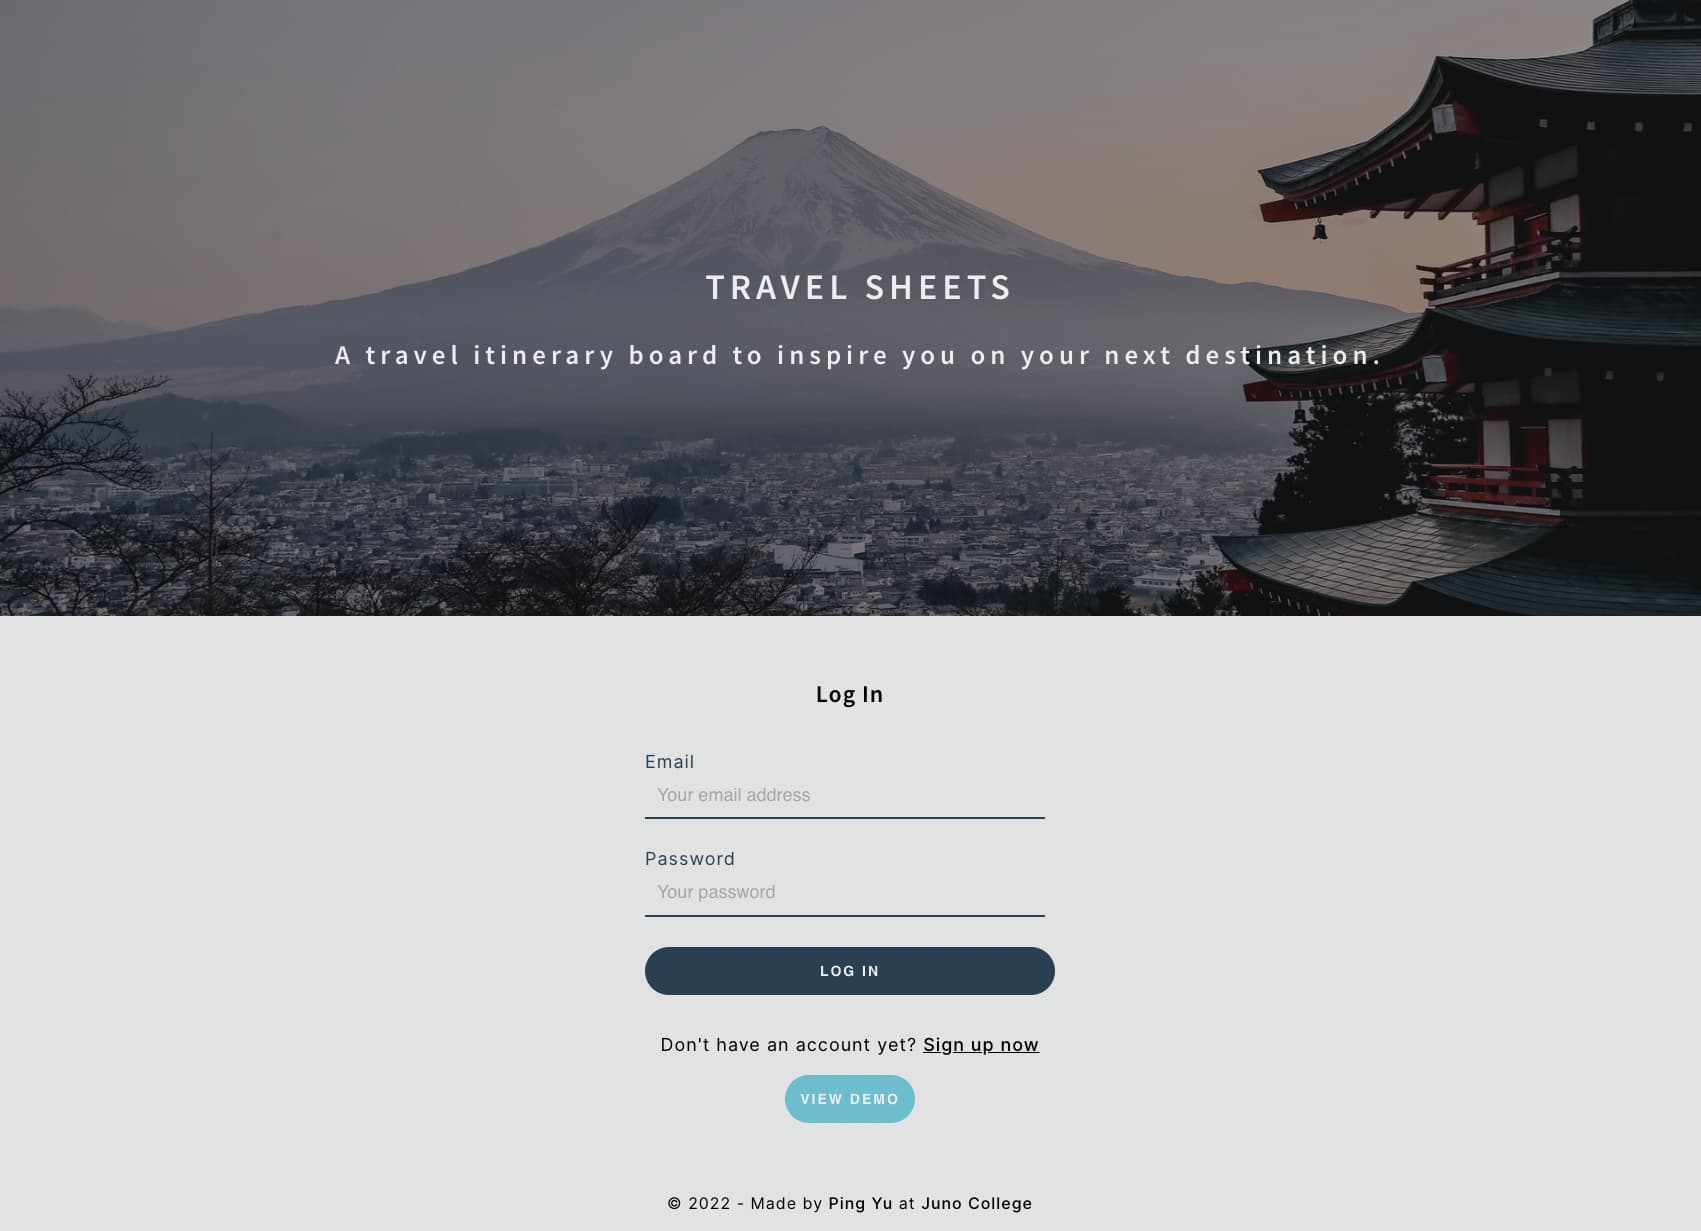 TRAVEL SHEETS
A travel itinerary board to inspire you on your next destination.
Log In
Email
Your email address
Password
Your password
LOG IN
Don't have an account yet? Sign up now
VIEW DEMO
© 2022 - Made by Ping Yu at Juno College